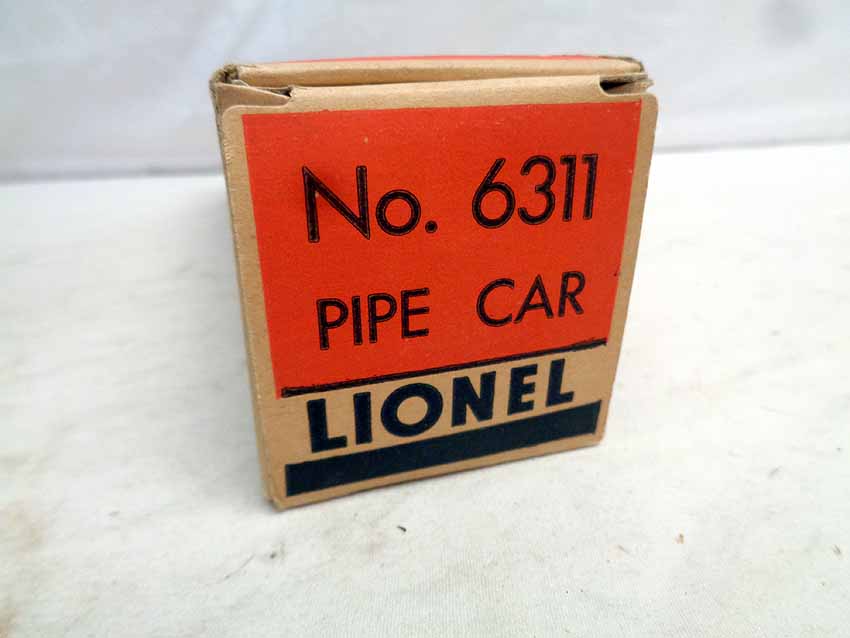 No. 6311
PIPE CAR
LIONEL